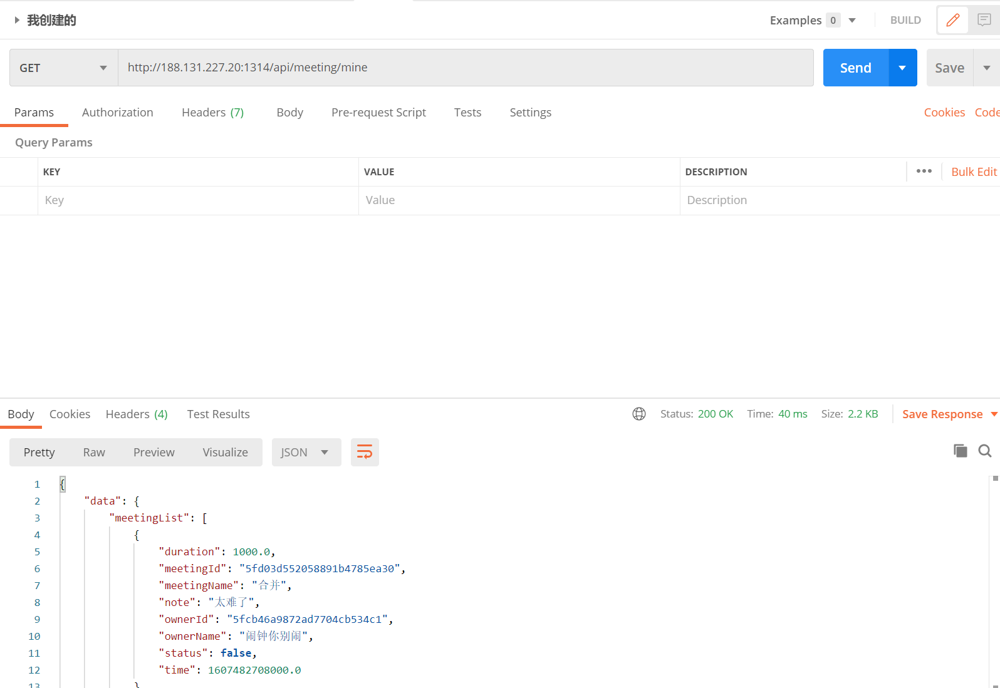 我创建的
Examples 0
BUILD
GET
http://188.131.227.20:1314/api/meeting/mine
Send
Save
Params
Authorization
Headers (7)
Body
Pre-request Script
Tests
Settings
Cookies
Code
Query Params
KEY
VALUE
DESCRIPTION
Bulk Edit
Key
Value
Description
Body
Cookies
Headers (4)
Test Results
Status: 200 OK
Time: 40 ms
Size: 2.2 KB
Save Response
Pretty
Raw
Preview
Visualize
JSON
1 {
2 "data": {
3 "meetingList": [
4 {
5 "duration": 1000.0,
6 "meetingId": "5fd03d552058891b4785ea30",
7 "meetingName": "合并",
8 "note": "太难了",
9 "ownerId": "5fcb46a9872ad7704cb534c1",
10 "ownerName": "闹钟你别闹",
11 "status": false,
12 "time": 1607482708000.0
13 }